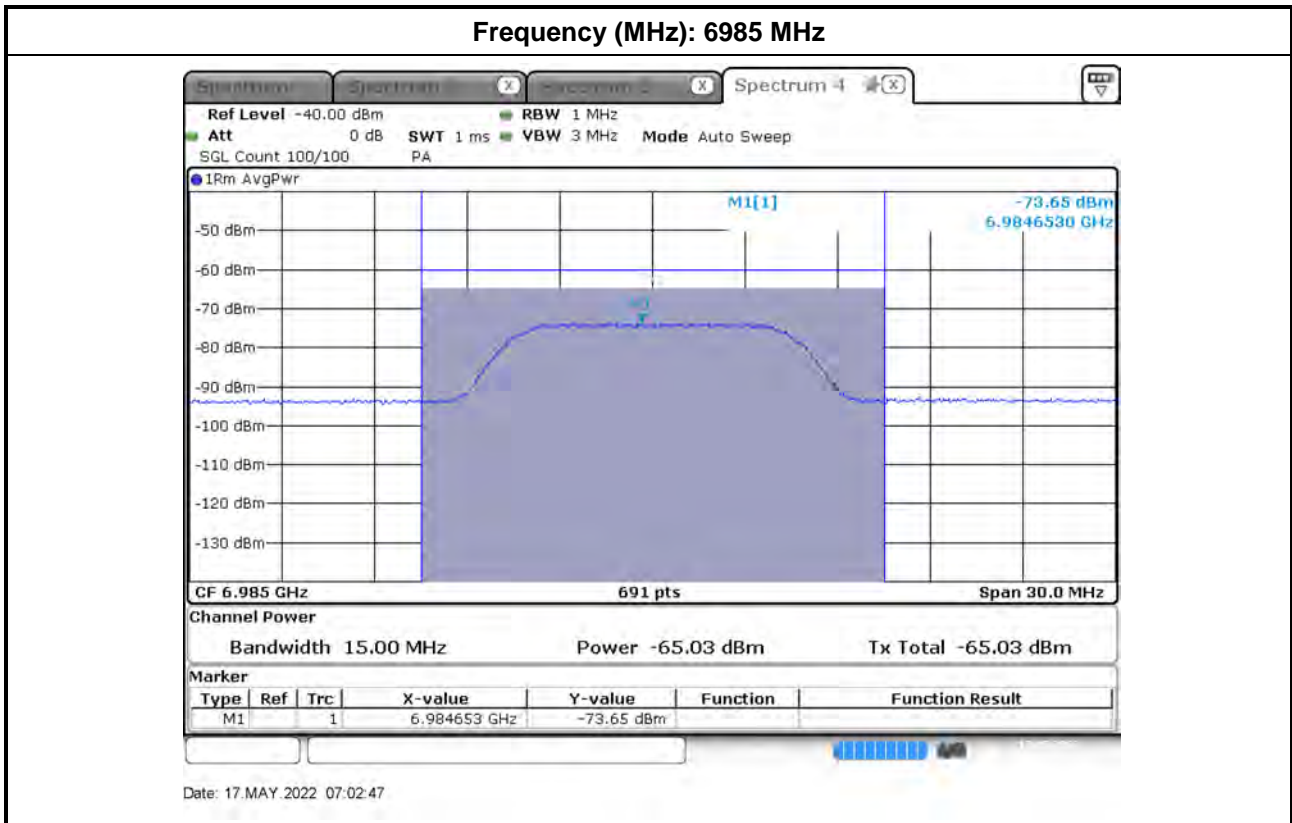 Frequency (MHz): 6985 MHz
Spectrum 4
Ref Level -40.00 dBm RBW 1 MHz
Att 0 dB SWT 1 ms VBW 3 MHz Mode Auto Sweep
SGL Count 100/100 PA
1Rm AvgPwr
M1[1] -73.65 dBm
6.9846530 GHz
-50 dBm
-60 dBm
-70 dBm
-80 dBm
-90 dBm
-100 dBm
-110 dBm
-120 dBm
-130 dBm
CF 6.985 GHz 691 pts Span 30.0 MHz
Channel Power
Bandwidth 15.00 MHz Power -65.03 dBm Tx Total -65.03 dBm
Marker
Type Ref Trc X-value Y-value Function Function Result
M1 1 6.984653 GHz -73.65 dBm
Date: 17.MAY.2022 07:02:47